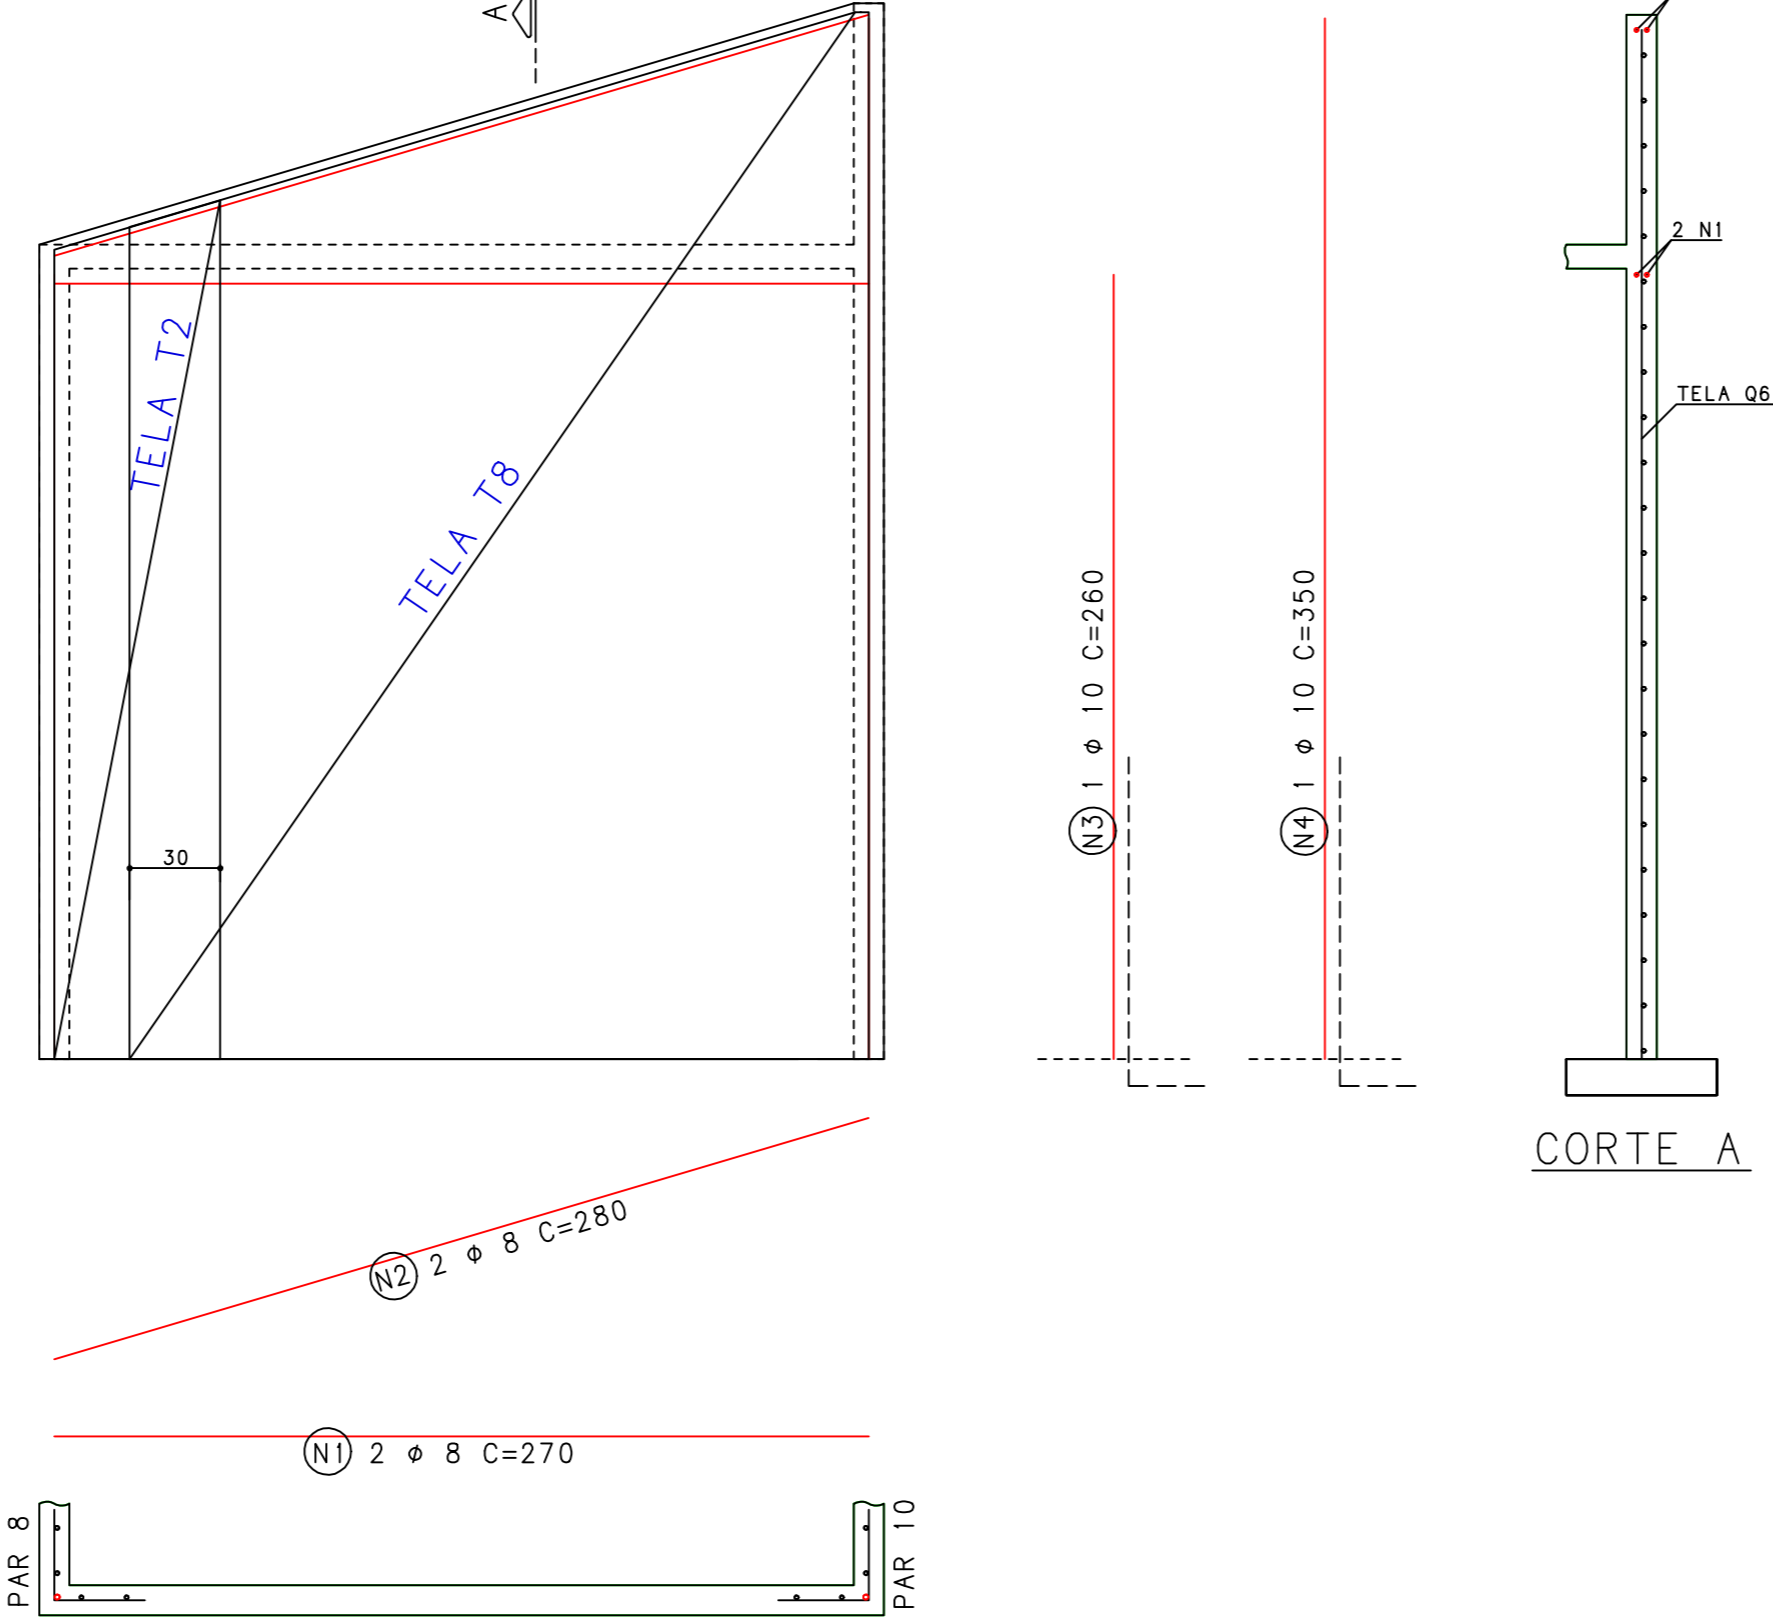 A
2 N1
TELA T2
TELA Q6
TELA T8
N3 1 ϕ 10 C=260
N4 1 ϕ 10 C=350
30
CORTE A
N2 2 ϕ 8 C=280
N1 2 ϕ 8 C=270
PAR 8
PAR 10